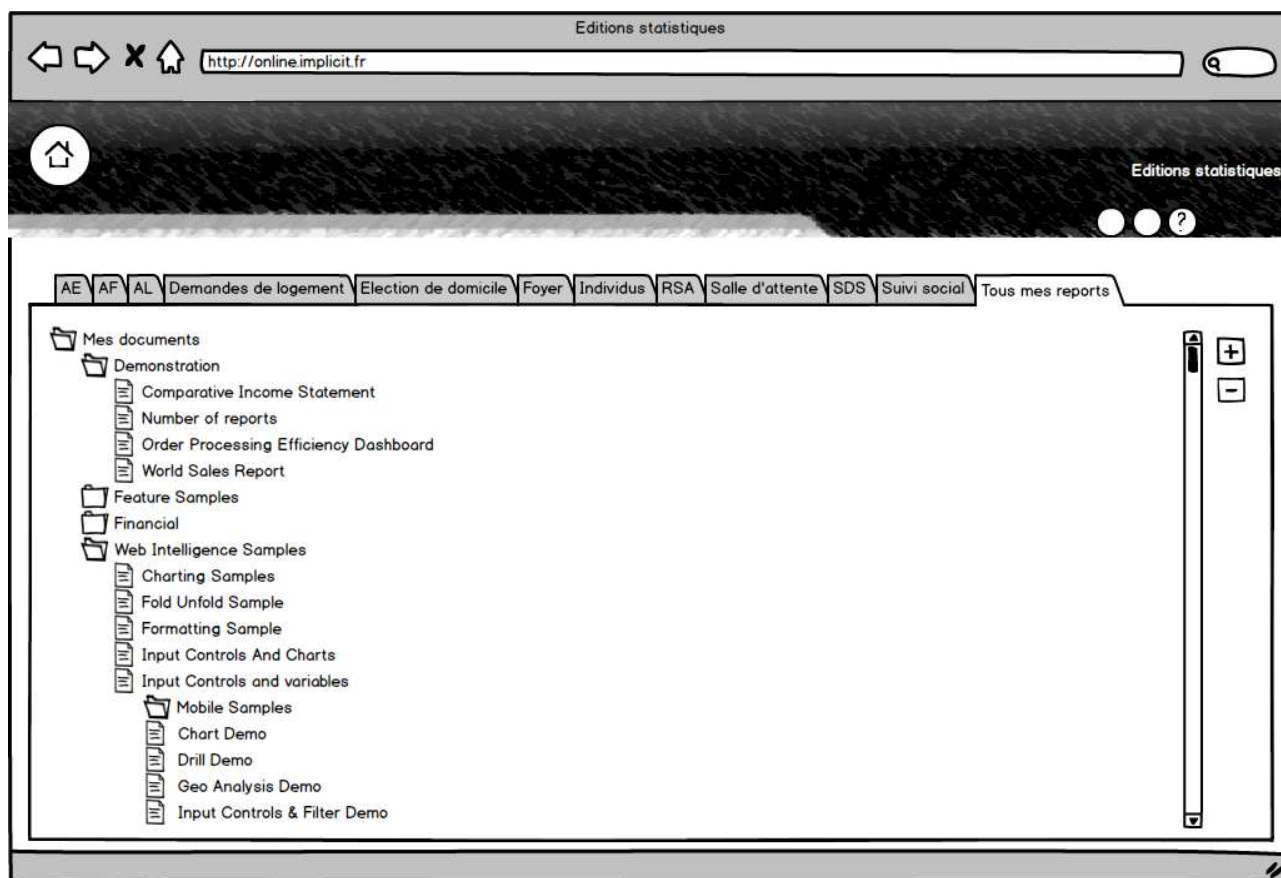 Editions statistiques
http://online.implicit.fr
Editions statistiques
?
AE AF AL Demandes de logement Election de domicile Foyer Individus RSA Salle d'attente SDS Suivi social Tous mes reports
Mes documents
Demonstration
Comparative Income Statement
Number of reports
Order Processing Efficiency Dashboard
World Sales Report
Feature Samples
Financial
Web Intelligence Samples
Charting Samples
Fold Unfold Sample
Formatting Sample
Input Controls And Charts
Input Controls and variables
Mobile Samples
Chart Demo
Drill Demo
Geo Analysis Demo
Input Controls & Filter Demo